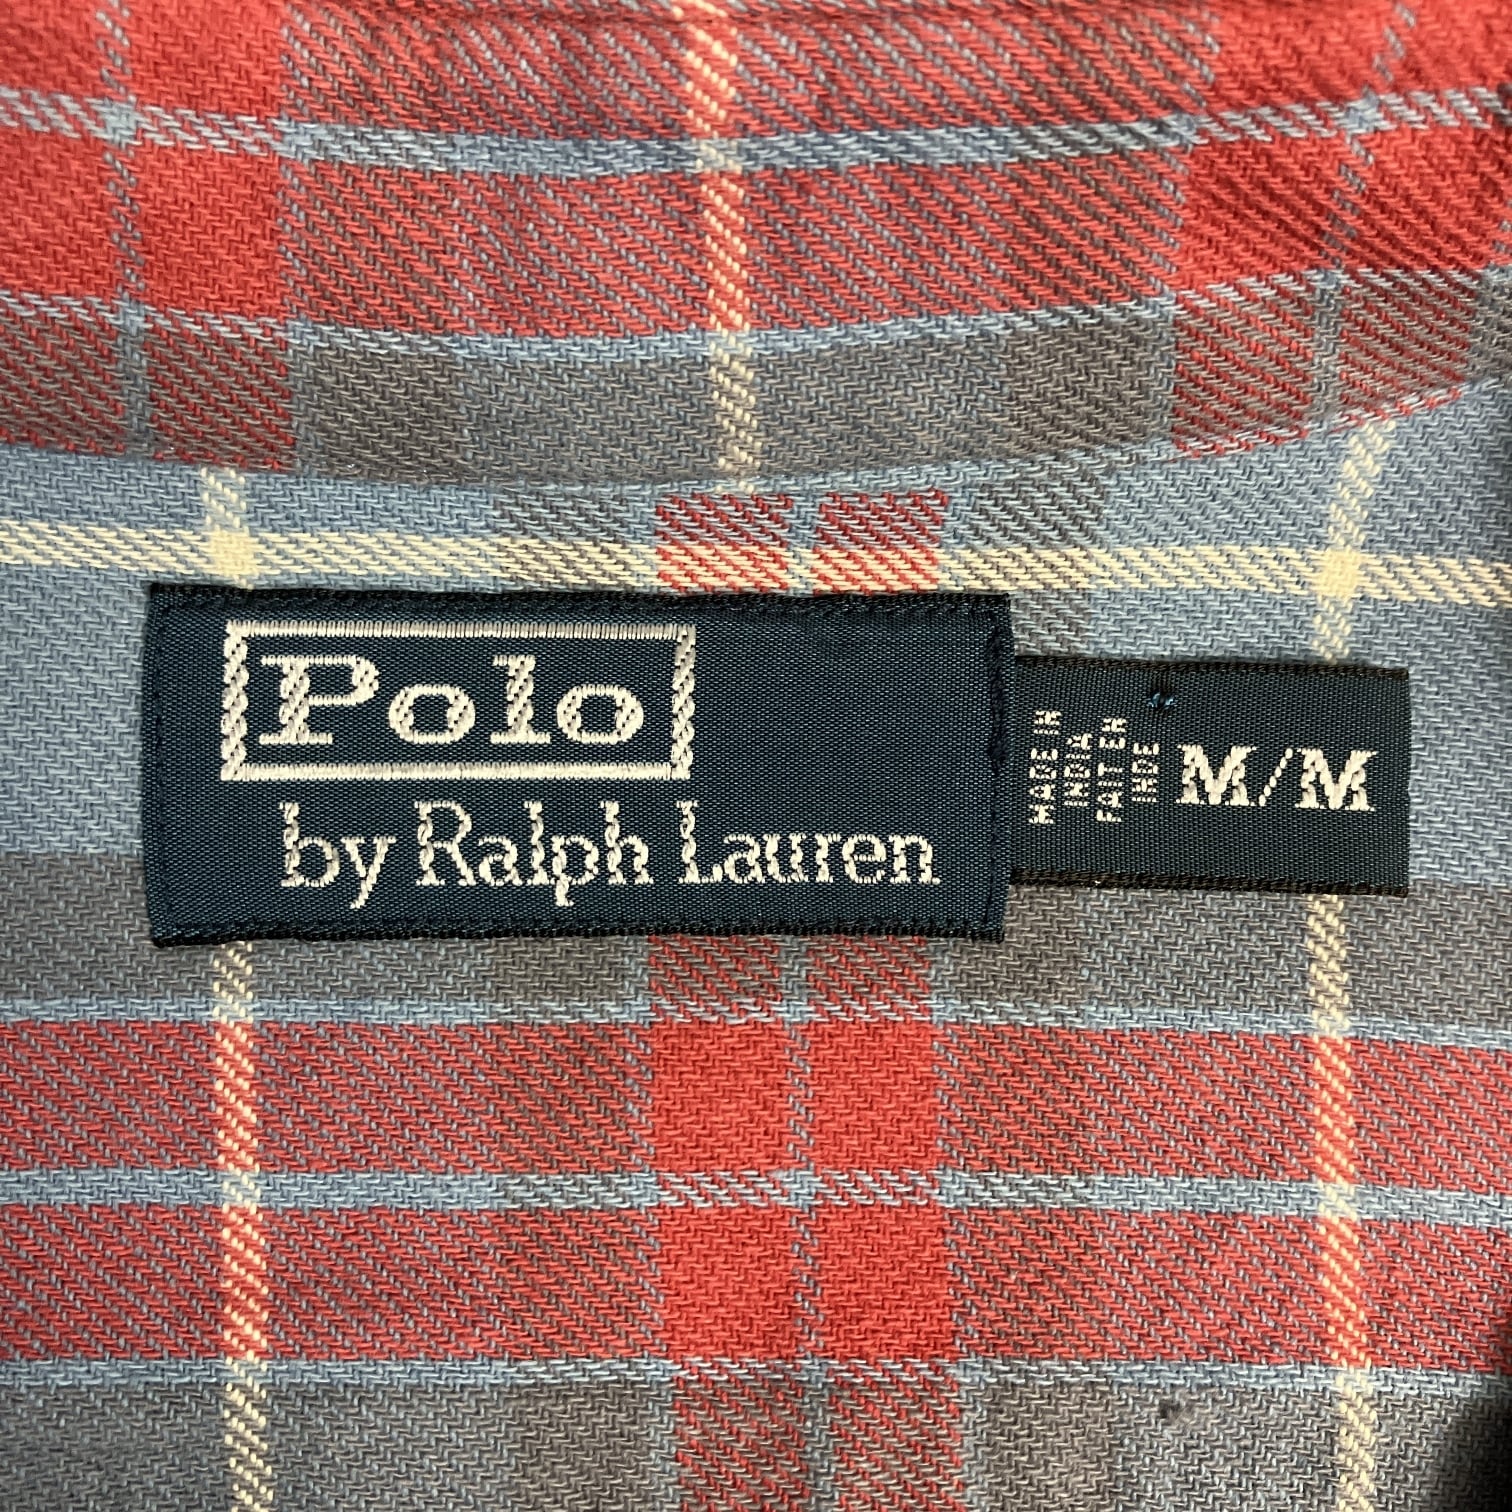 Polo
by Ralph Lauren
MADE IN
INDIA
FAIT EN
INDE
M/M